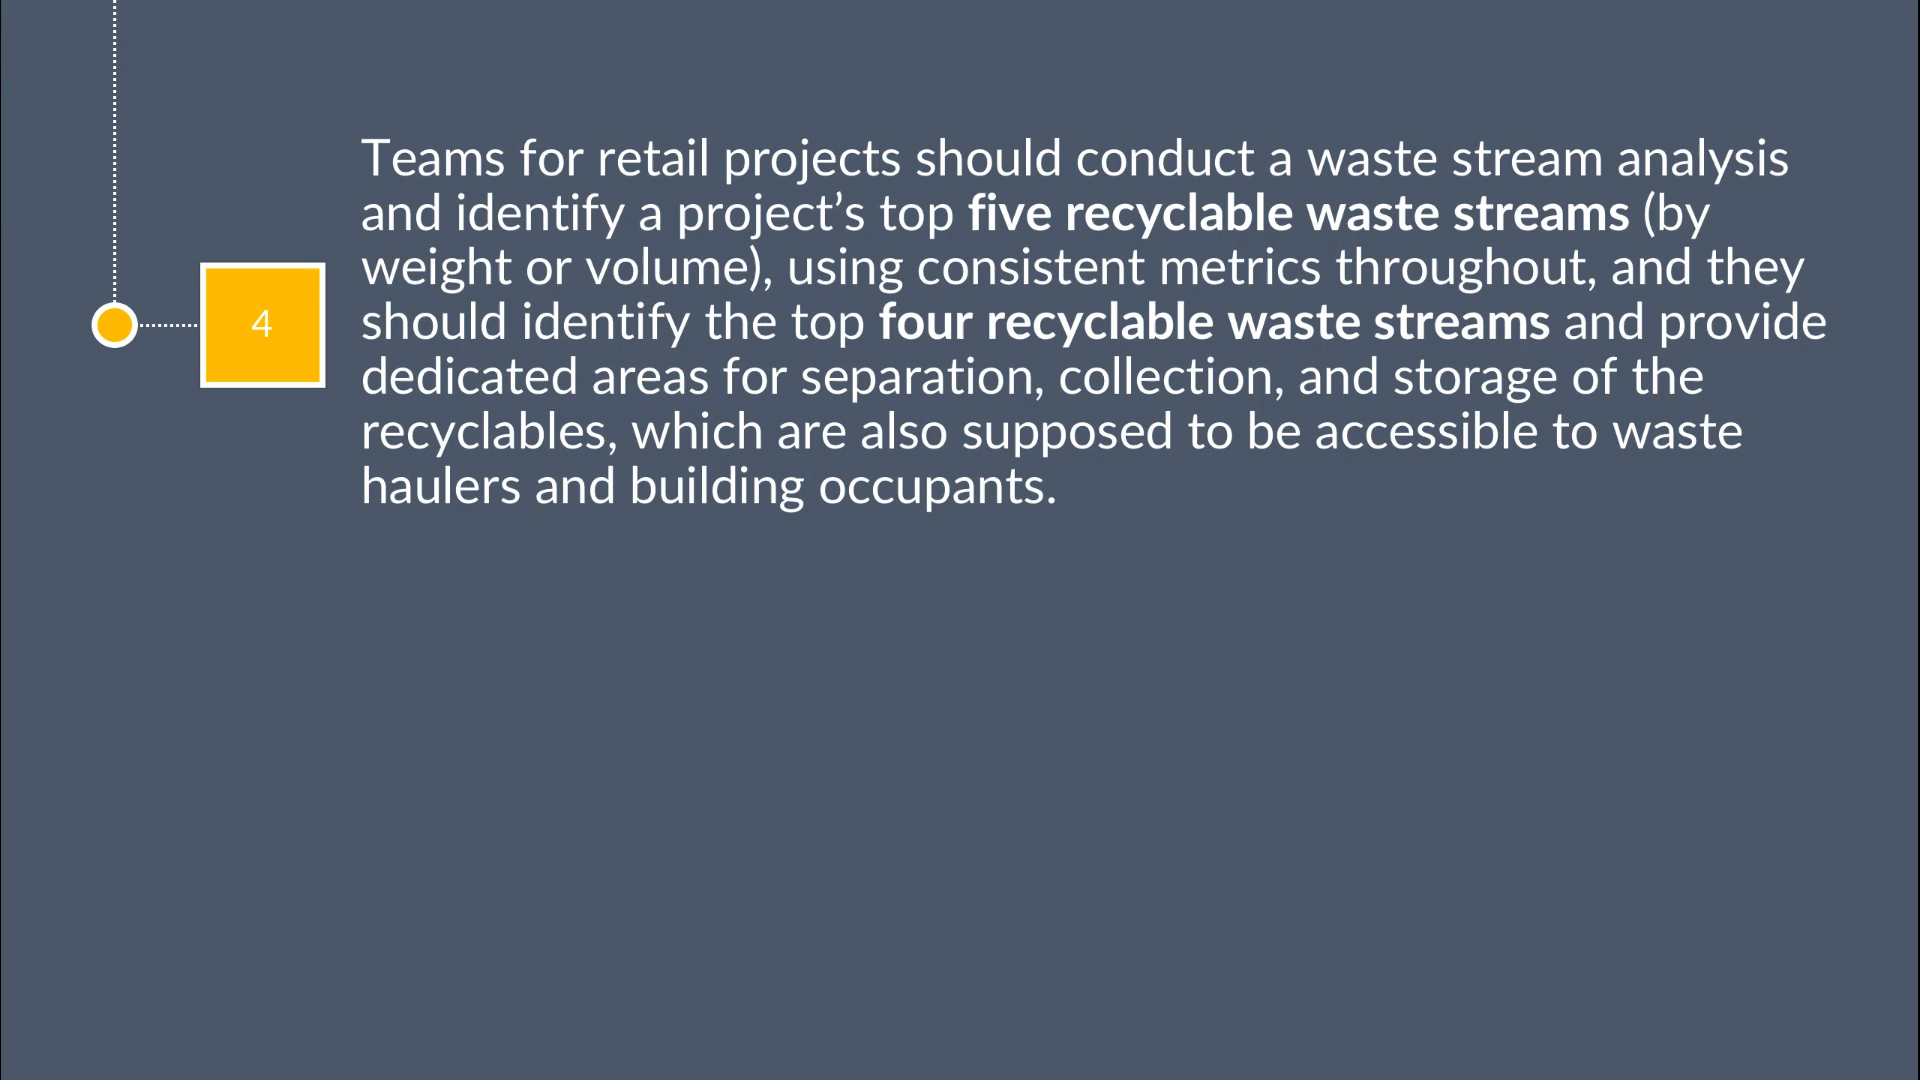 Teams for retail projects should conduct a waste stream analysis
and identify a project’s top five recyclable waste streams (by
weight or volume), using consistent metrics throughout, and they
4
should identify the top four recyclable waste streams and provide
dedicated areas for separation, collection, and storage of the
recyclables, which are also supposed to be accessible to waste
haulers and building occupants.